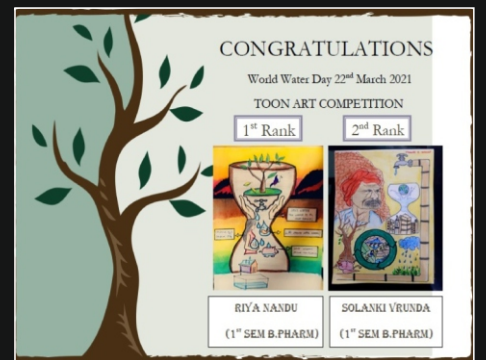 CONGRATULATIONS
World Water Day 22nd March 2021
TOON ART COMPETITION
1st Rank
2nd Rank
RIYA NANDU
(1st SEM B.PHARM)
SOLANKI VRUNDA
(1st SEM B.PHARM)